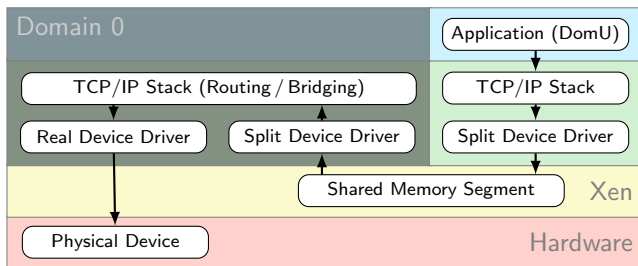 Domain 0
Application (DomU)
TCP/IP Stack (Routing / Bridging)
TCP/IP Stack
Real Device Driver
Split Device Driver
Split Device Driver
Shared Memory Segment
Xen
Physical Device
Hardware